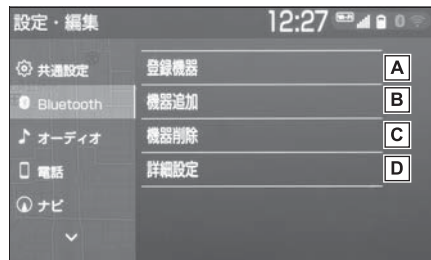 設定・編集 12:27
共通設定
Bluetooth
オーディオ
電話
ナビ
登録機器 A
機器追加 B
機器削除 C
詳細設定 D